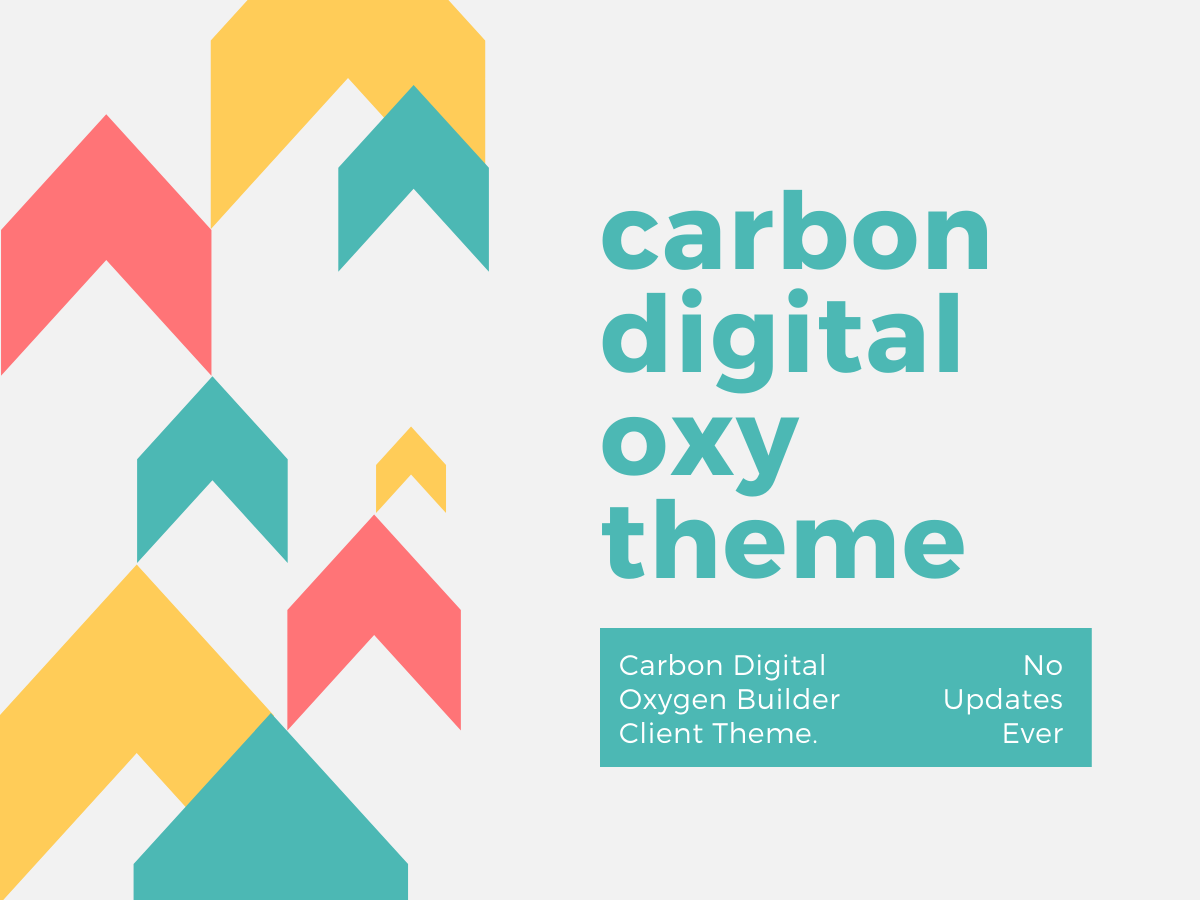 carbon
digital
oxy
theme
Carbon Digital
Oxygen Builder
Client Theme.
No
Updates
Ever